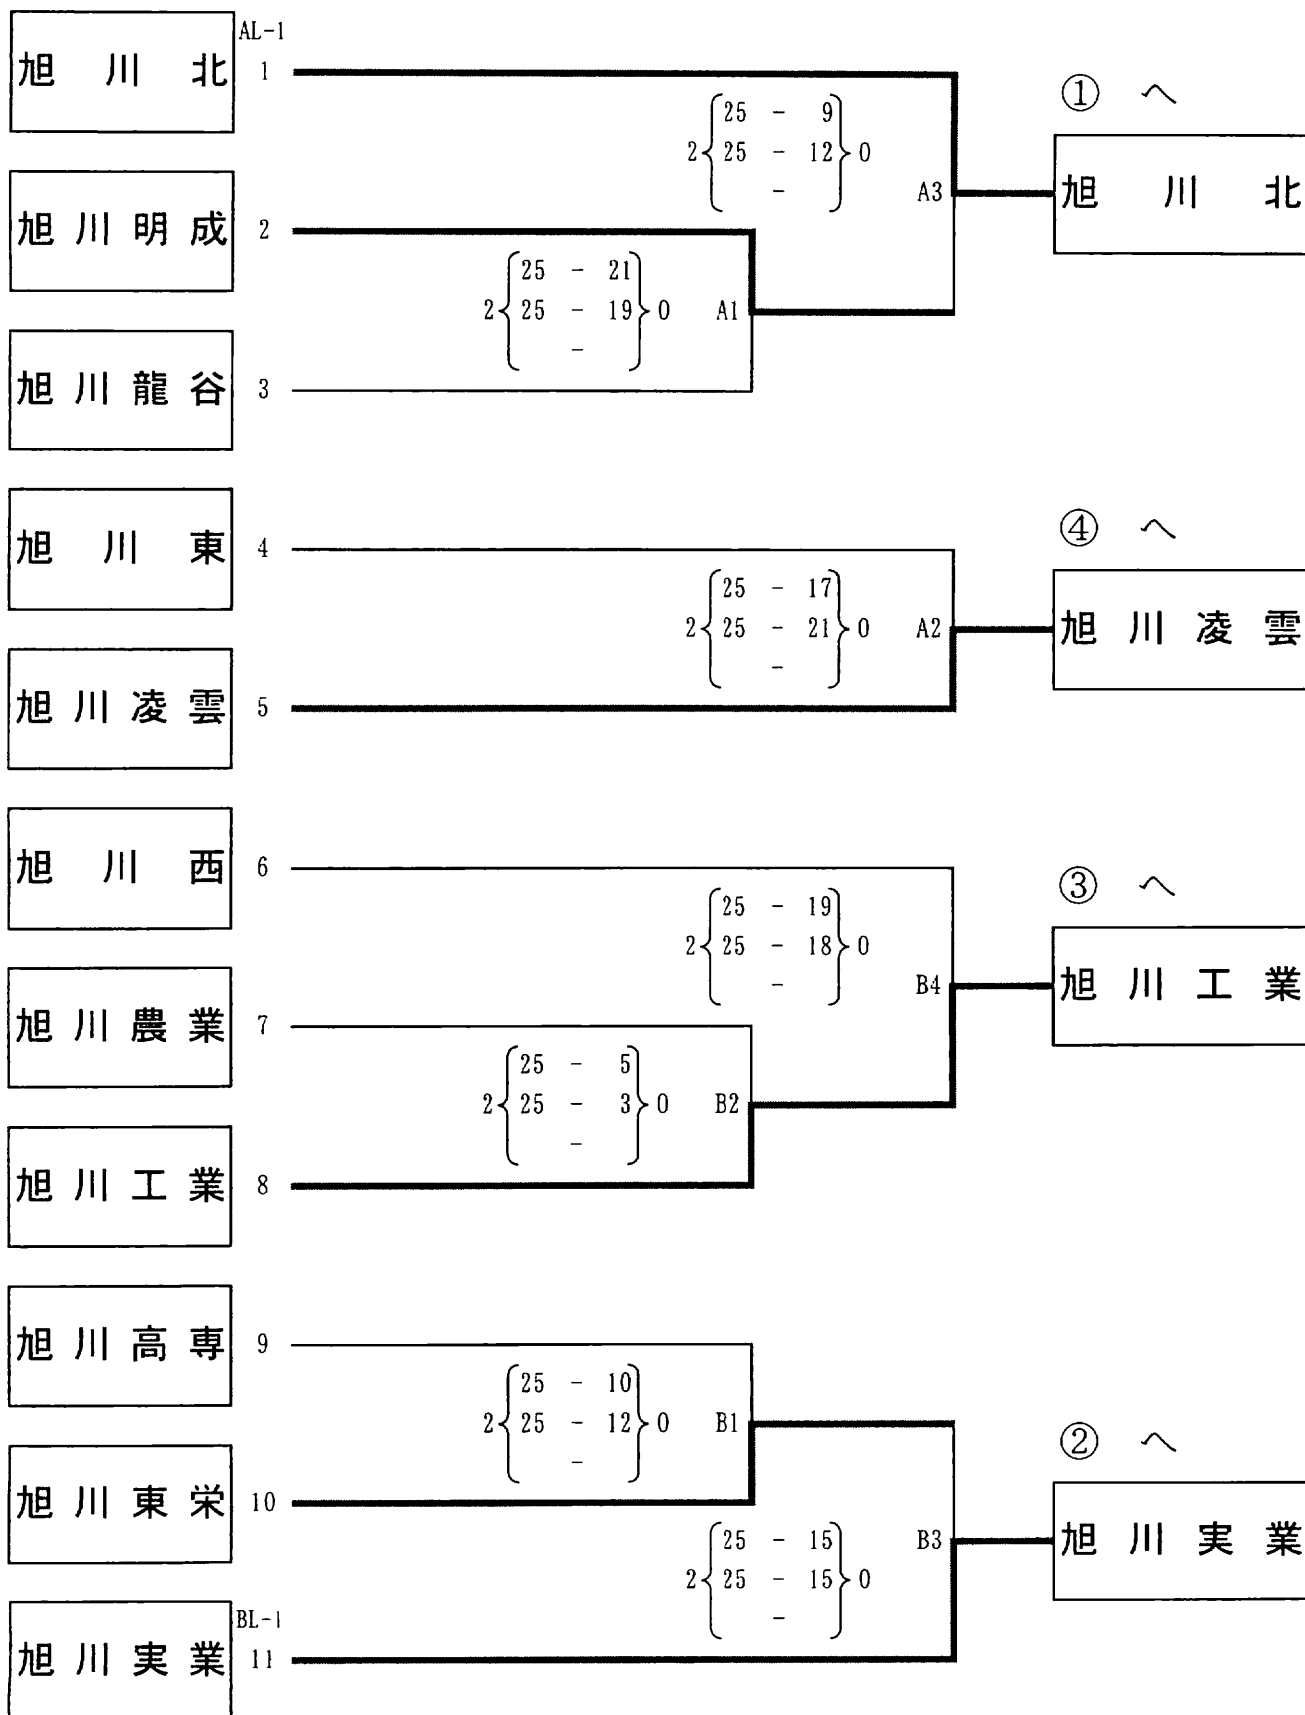 AL-1
旭川北 1
① へ
25 - 9
2 25 - 12 0
-
A3
旭川北
旭川明成 2
25 - 21
2 25 - 19 0
-
A1
旭川龍谷 3
旭川東 4
④ へ
25 - 17
2 25 - 21 0
-
A2
旭川凌雲
旭川凌雲 5
旭川西 6
③ へ
25 - 19
2 25 - 18 0
-
B4
旭川工業
旭川農業 7
25 - 5
2 25 - 3 0
-
B2
旭川工業 8
旭川高専 9
25 - 10
2 25 - 12 0
-
B1
② へ
旭川東栄 10
25 - 15
2 25 - 15 0
-
B3
旭川実業
BL-1
旭川実業 11